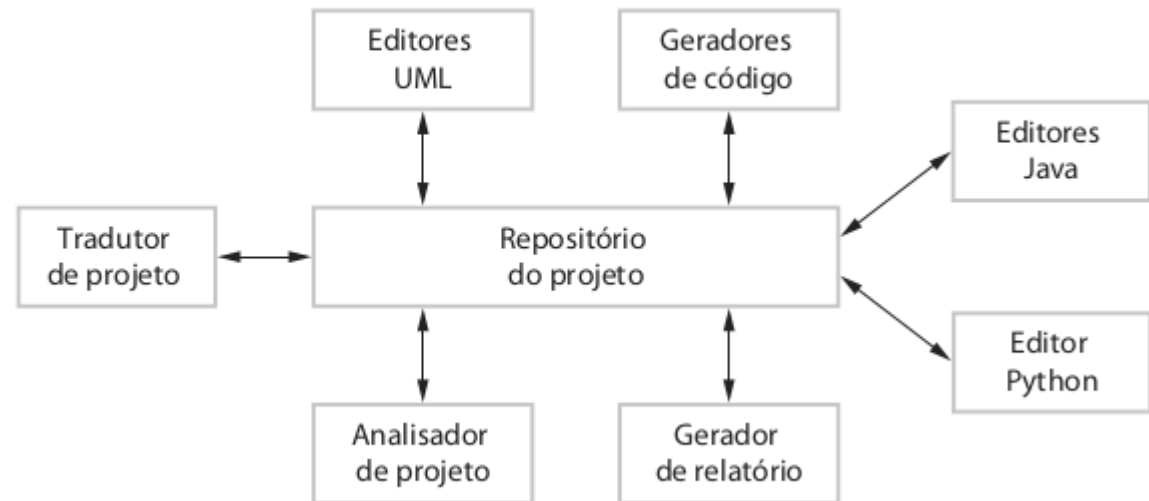 Editores
UML
Geradores
de código
Editores
Java
Tradutor
de projeto
Repositório
do projeto
Editor
Python
Analisador
de projeto
Gerador
de relatório